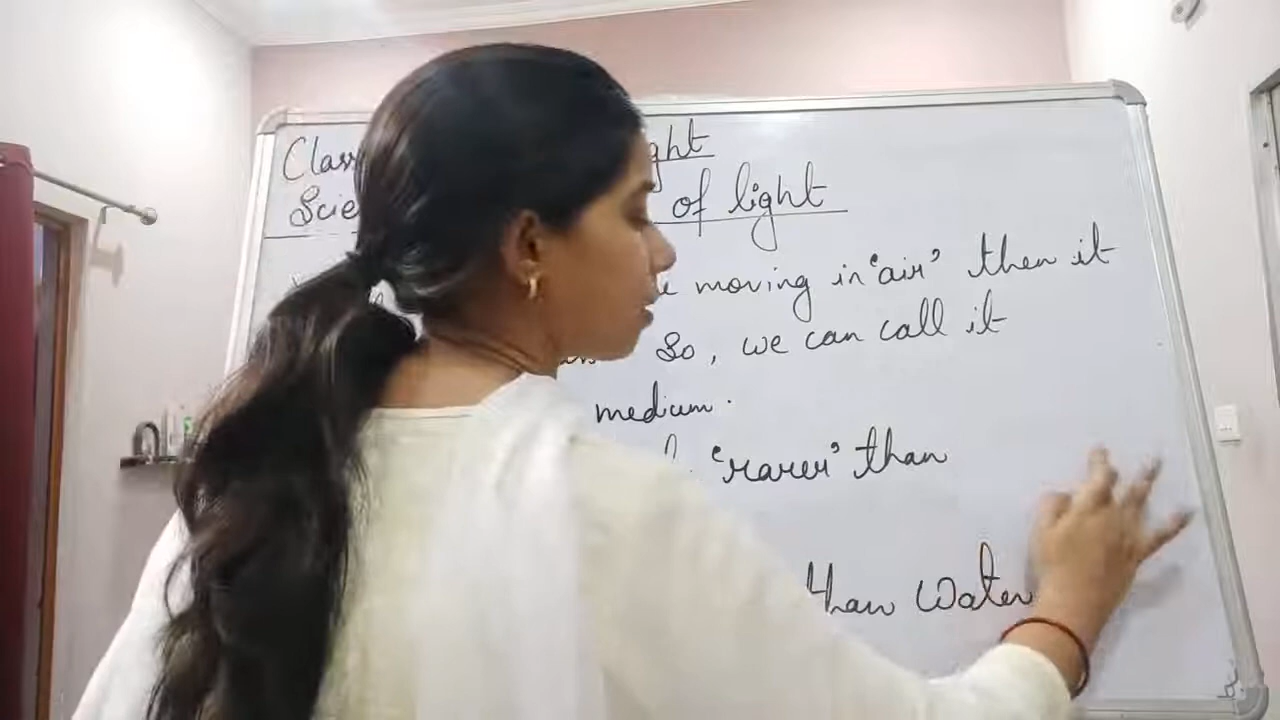 Class ght
Scie of light
moving in 'air' then it
So, we can call it
medium.
'rarer' than
than Water